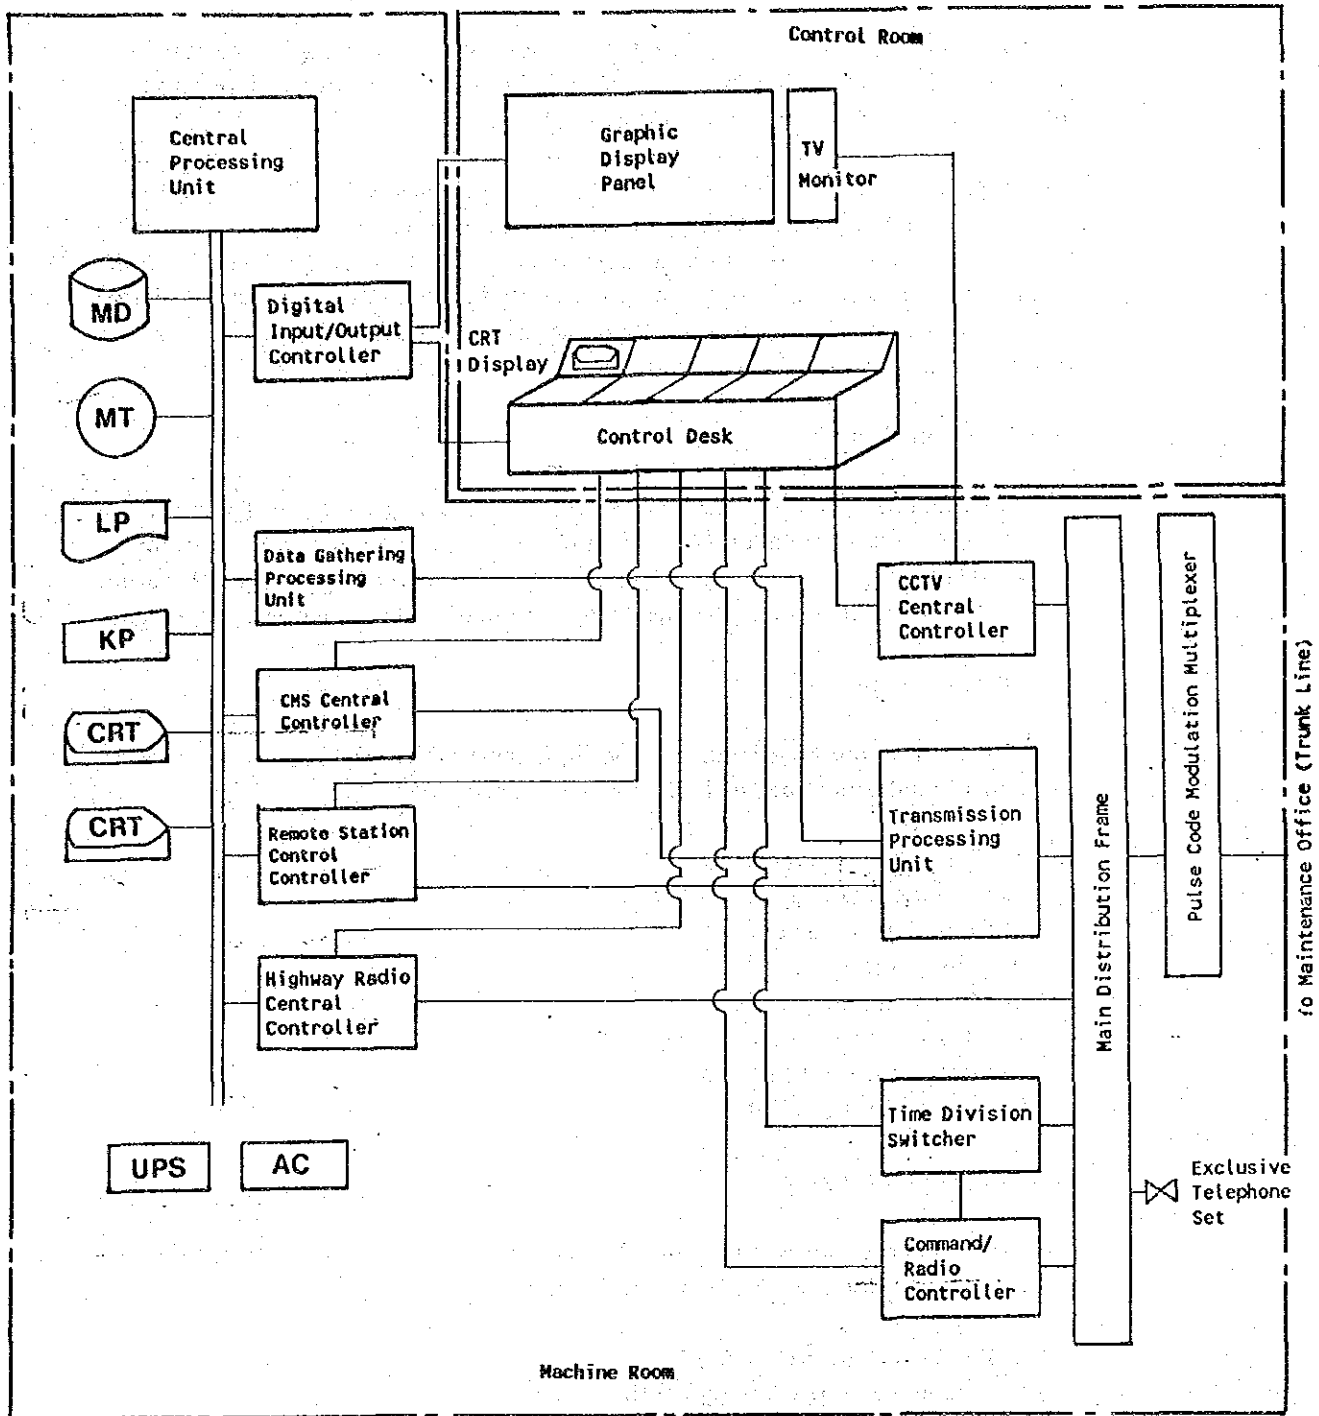 Control Room
Central
Processing
Unit
Graphic
Display
Panel
TV
Monitor
MD
Digital
Input/Output
Controller
CRT
Display
MT
Control Desk
LP
Data Gathering
Processing
Unit
CCTV
Central
Controller
KP
CMS Central
Controller
CRT
CRT
Remote Station
Control
Controller
Transmission
Processing
Unit
Main Distribution Frame
Pulse Code Modulation Multiplexer
To Maintenance Office (Trunk Line)
Highway Radio
Central
Controller
Time Division
Switcher
UPS
AC
Exclusive
Telephone
Set
Command/
Radio
Controller
Machine Room